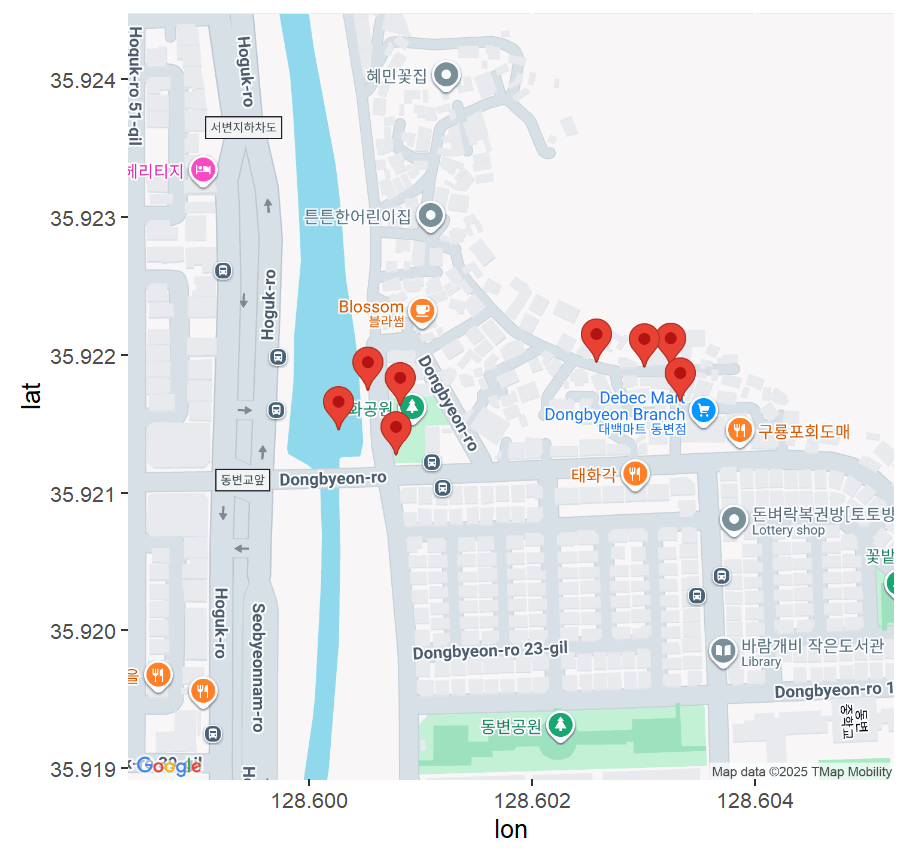 35.924
35.923
35.922
35.921
35.920
35.919
lat
Hoguk-ro 51-gil
Hoguk-ro
혜민꽃집
서변지하차도
헤리티지
튼튼한어린이집
Hoguk-ro
Blossom
블라썸
Dongbyeon-ro
화공원
Debec Mart
Dongbyeon Branch
대백마트 동변점
구룡포회도매
태화각
동변교앞
Dongbyeon-ro
돈벼락복권방[토토방
Lottery shop
꽃밭
Hoguk-ro
Seobyeonnam-ro
Dongbyeon-ro 23-gil
바람개비 작은도서관
Library
을
Dongbyeon-ro 1
동변공원
동변
중학교
Google
Map data ©2025 TMap Mobility
128.600
128.602
128.604
lon